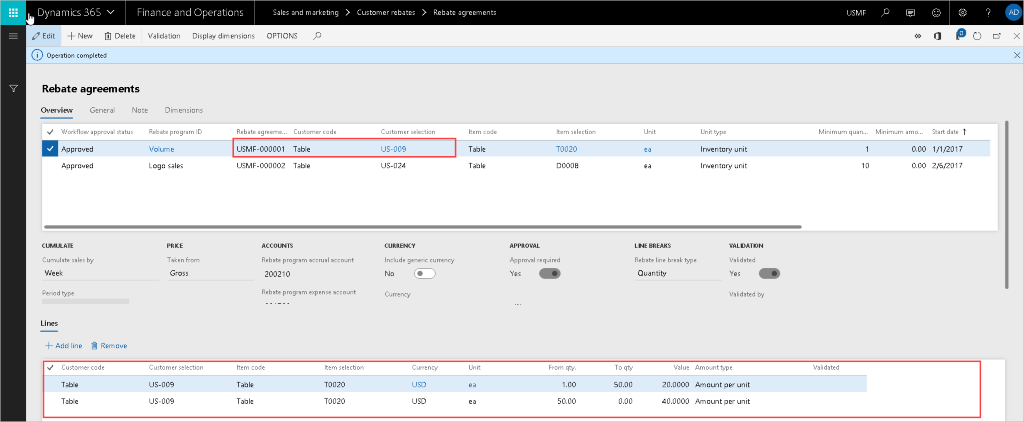 Dynamics 365 Finance and Operations Sales and marketing > Customer rebates > Rebate agreements USMF ? AD
Edit + New Delete Validation Display dimensions OPTIONS 0
Operation completed
Rebate agreements
Overview General Note Dimensions
Workflow approval status Rebate program ID Rebate agreeme... Customer code Customer selection Item code Item selection Unit Unit type Minimum quan... Minimum amo... Start date ↑
Approved Volume USMF-000001 Table US-009 Table T0020 ea Inventory unit 1 0.00 1/1/2017
Approved Logo sales USMF-000002 Table US-024 Table D0008 ea Inventory unit 10 0.00 2/6/2017
CUMULATE PRICE ACCOUNTS CURRENCY APPROVAL LINE BREAKS VALIDATION
Cumulate sales by Taken from Rebate program accrual account Include generic currency Approval required Rebate line break type Validated
Week Gross 200210 No Yes Quantity Yes
Period type Rebate program expense account Currency ... Validated by
Lines
+ Add line Remove
Customer code Customer selection Item code Item selection Currency Unit From qty. To qty Value Amount type Validated
Table US-009 Table T0020 USD ea 1.00 50.00 20.0000 Amount per unit
Table US-009 Table T0020 USD ea 50.00 0.00 40.0000 Amount per unit